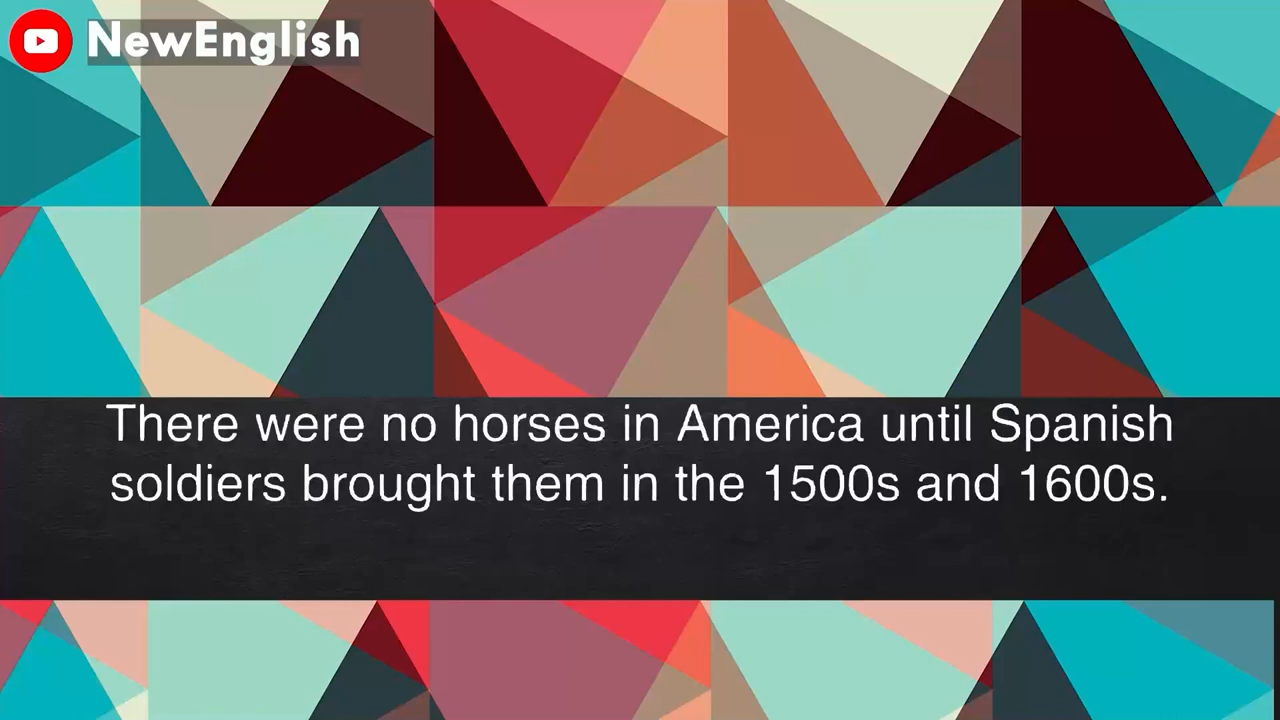 NewEnglish
There were no horses in America until Spanish
soldiers brought them in the 1500s and 1600s.